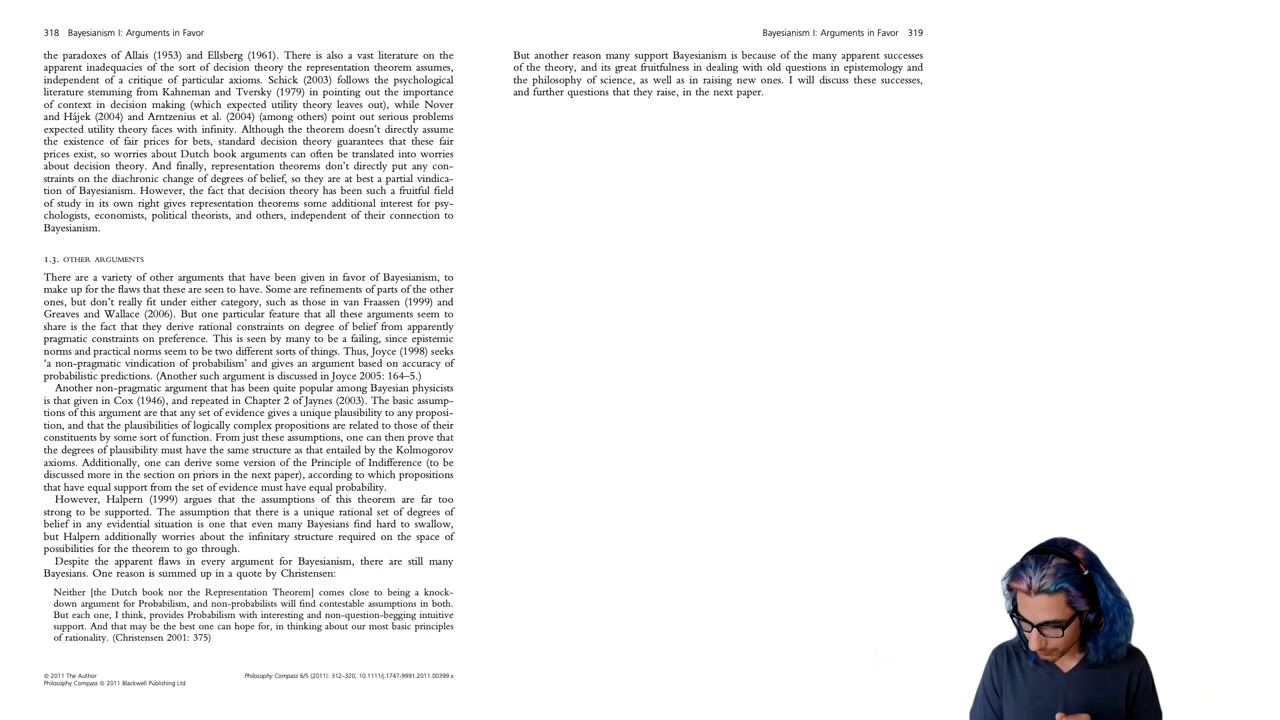 318 Bayesianism I: Arguments in Favor
the paradoxes of Allais (1953) and Ellsberg (1961). There is also a vast literature on the
apparent inadequacies of the sort of decision theory the representation theorem assumes,
independent of a critique of particular axioms. Schick (2003) follows the psychological
literature stemming from Kahneman and Tversky (1979) in pointing out the importance
of context in decision making (which expected utility theory leaves out), while Nover
and Hájek (2004) and Arntzenius et al. (2004) (among others) point out serious problems
expected utility theory faces with infinity. Although the theorem doesn't directly assume
the existence of fair prices for bets, standard decision theory guarantees that these fair
prices exist, so worries about Dutch book arguments can often be translated into worries
about decision theory. And finally, representation theorems don't directly put any con-
straints on the diachronic change of degrees of belief, so they are at best a partial vindica-
tion of Bayesianism. However, the fact that decision theory has been such a fruitful field
of study in its own right gives representation theorems some additional interest for psy-
chologists, economists, political theorists, and others, independent of their connection to
Bayesianism.
1.3. OTHER ARGUMENTS
There are a variety of other arguments that have been given in favor of Bayesianism, to
make up for the flaws that these are seen to have. Some are refinements of parts of the other
ones, but don't really fit under either category, such as those in van Fraassen (1999) and
Greaves and Wallace (2006). But one particular feature that all these arguments seem to
share is the fact that they derive rational constraints on degree of belief from apparently
pragmatic constraints on preference. This is seen by many to be a failing, since epistemic
norms and practical norms seem to be two different sorts of things. Thus, Joyce (1998) seeks
'a non-pragmatic vindication of probabilism' and gives an argument based on accuracy of
probabilistic predictions. (Another such argument is discussed in Joyce 2005: 164–5.)
Another non-pragmatic argument that has been quite popular among Bayesian physicists
is that given in Cox (1946), and repeated in Chapter 2 of Jaynes (2003). The basic assump-
tions of this argument are that any set of evidence gives a unique plausibility to any proposi-
tion, and that the plausibilities of logically complex propositions are related to those of their
constituents by some sort of function. From just these assumptions, one can then prove that
the degrees of plausibility must have the same structure as that entailed by the Kolmogorov
axioms. Additionally, one can derive some version of the Principle of Indifference (to be
discussed more in the section on priors in the next paper), according to which propositions
that have equal support from the set of evidence must have equal probability.
However, Halpern (1999) argues that the assumptions of this theorem are far too
strong to be supported. The assumption that there is a unique rational set of degrees of
belief in any evidential situation is one that even many Bayesians find hard to swallow,
but Halpern additionally worries about the infinitary structure required on the space of
possibilities for the theorem to go through.
Despite the apparent flaws in every argument for Bayesianism, there are still many
Bayesians. One reason is summed up in a quote by Christensen:
Neither [the Dutch book nor the Representation Theorem] comes close to being a knock-
down argument for Probabilism, and non-probabilists will find contestable assumptions in both.
But each one, I think, provides Probabilism with interesting and non-question-begging intuitive
support. And that may be the best one can hope for, in thinking about our most basic principles
of rationality. (Christensen 2001: 375)
© 2011 The Author
Philosophy Compass © 2011 Blackwell Publishing Ltd
Philosophy Compass 6/5 (2011): 312–320, 10.1111/j.1747-9991.2011.00399.x
Bayesianism I: Arguments in Favor 319
But another reason many support Bayesianism is because of the many apparent successes
of the theory, and its great fruitfulness in dealing with old questions in epistemology and
the philosophy of science, as well as in raising new ones. I will discuss these successes,
and further questions that they raise, in the next paper.